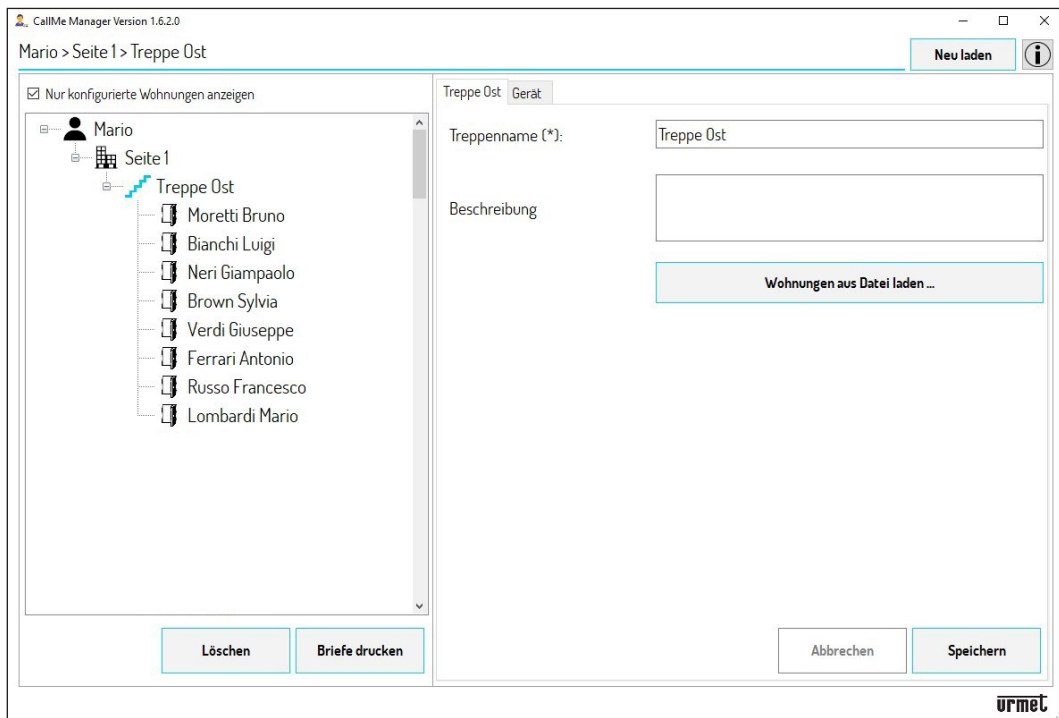 CallMe Manager Version 1.6.2.0
Mario > Seite 1 > Treppe Ost
Neu laden
Nur konfigurierte Wohnungen anzeigen
Mario
Seite 1
Treppe Ost
Moretti Bruno
Bianchi Luigi
Neri Giampaolo
Brown Sylvia
Verdi Giuseppe
Ferrari Antonio
Russo Francesco
Lombardi Mario
Löschen
Briefe drucken
Treppe Ost
Gerät
Treppenname (*):
Treppe Ost
Beschreibung
Wohnungen aus Datei laden ...
Abbrechen
Speichern
urmet